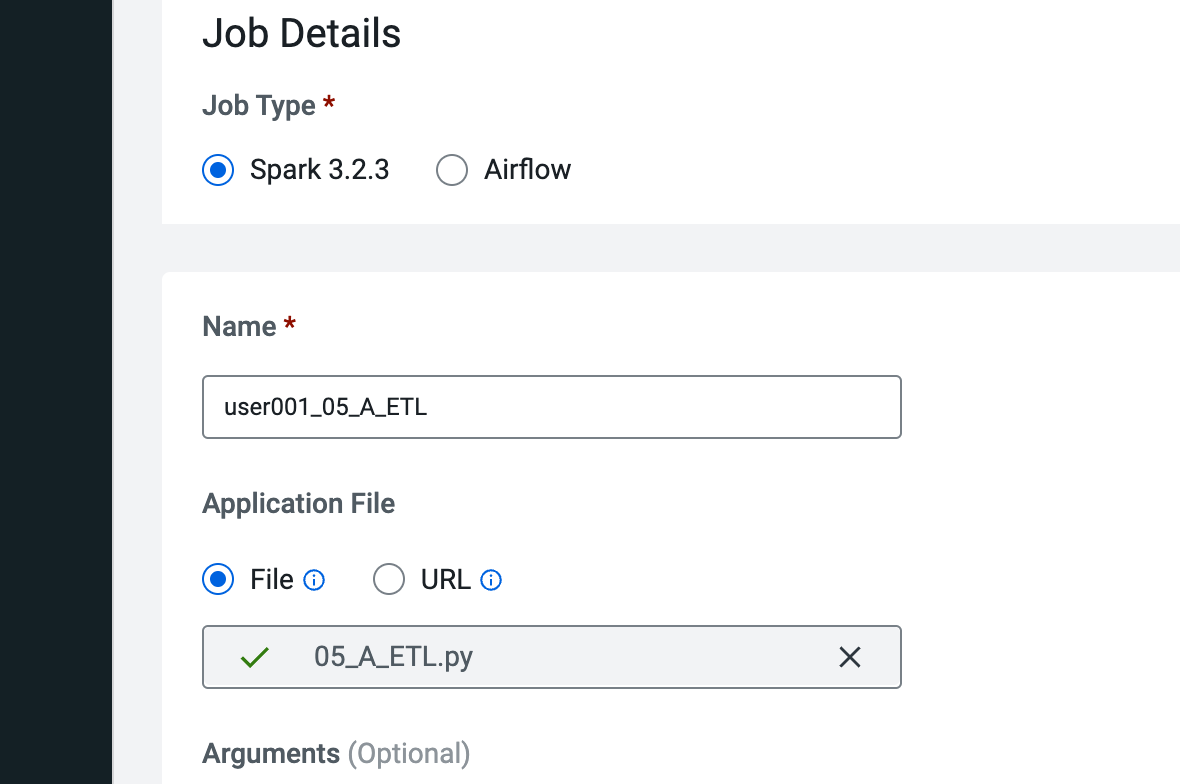 Job Details
Job Type *
Spark 3.2.3 Airflow
Name *
user001_05_A_ETL
Application File
File URL
05_A_ETL.py
Arguments (Optional)